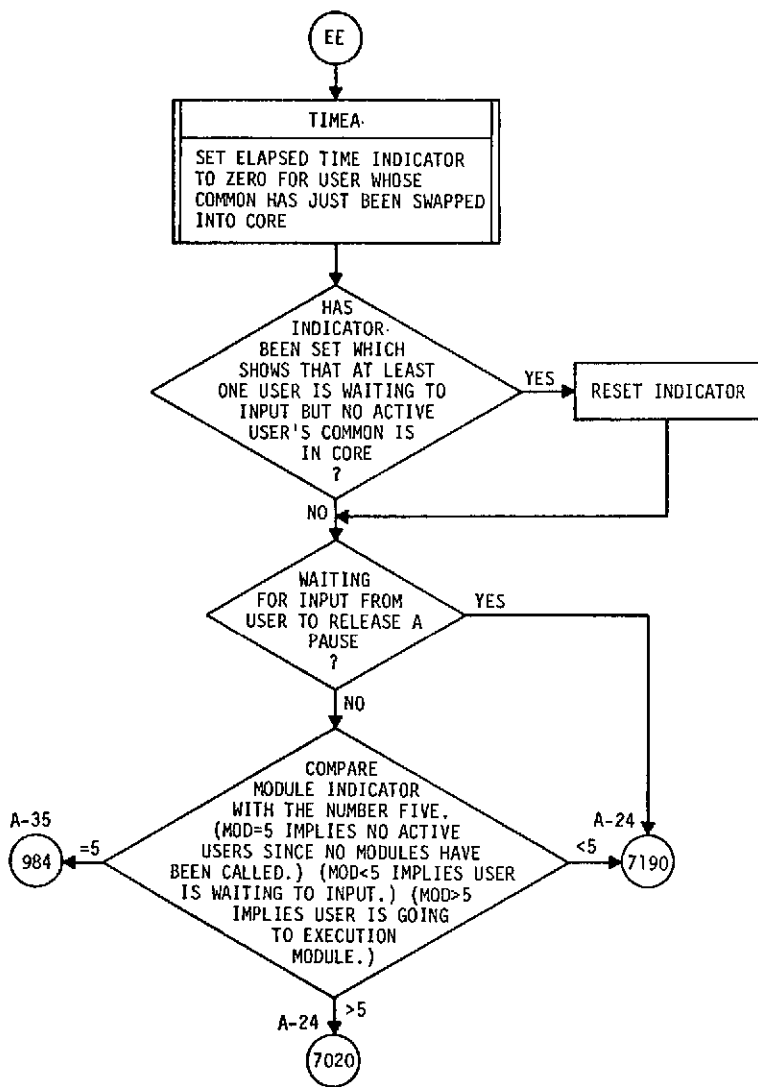 EE
TIMEA
SET ELAPSED TIME INDICATOR
TO ZERO FOR USER WHOSE
COMMON HAS JUST BEEN SWAPPED
INTO CORE
HAS
INDICATOR
BEEN SET WHICH
SHOWS THAT AT LEAST
ONE USER IS WAITING TO
INPUT BUT NO ACTIVE
USER'S COMMON IS
IN CORE
?
YES
RESET INDICATOR
NO
WAITING
FOR INPUT FROM
USER TO RELEASE A
PAUSE
?
YES
NO
COMPARE
MODULE INDICATOR
WITH THE NUMBER FIVE.
(MOD=5 IMPLIES NO ACTIVE
USERS SINCE NO MODULES HAVE
BEEN CALLED.) (MOD<5 IMPLIES USER
IS WAITING TO INPUT.) (MOD>5
IMPLIES USER IS GOING
TO EXECUTION
MODULE.)
A-35
984
=5
<5
A-24
7190
>5
A-24
7020